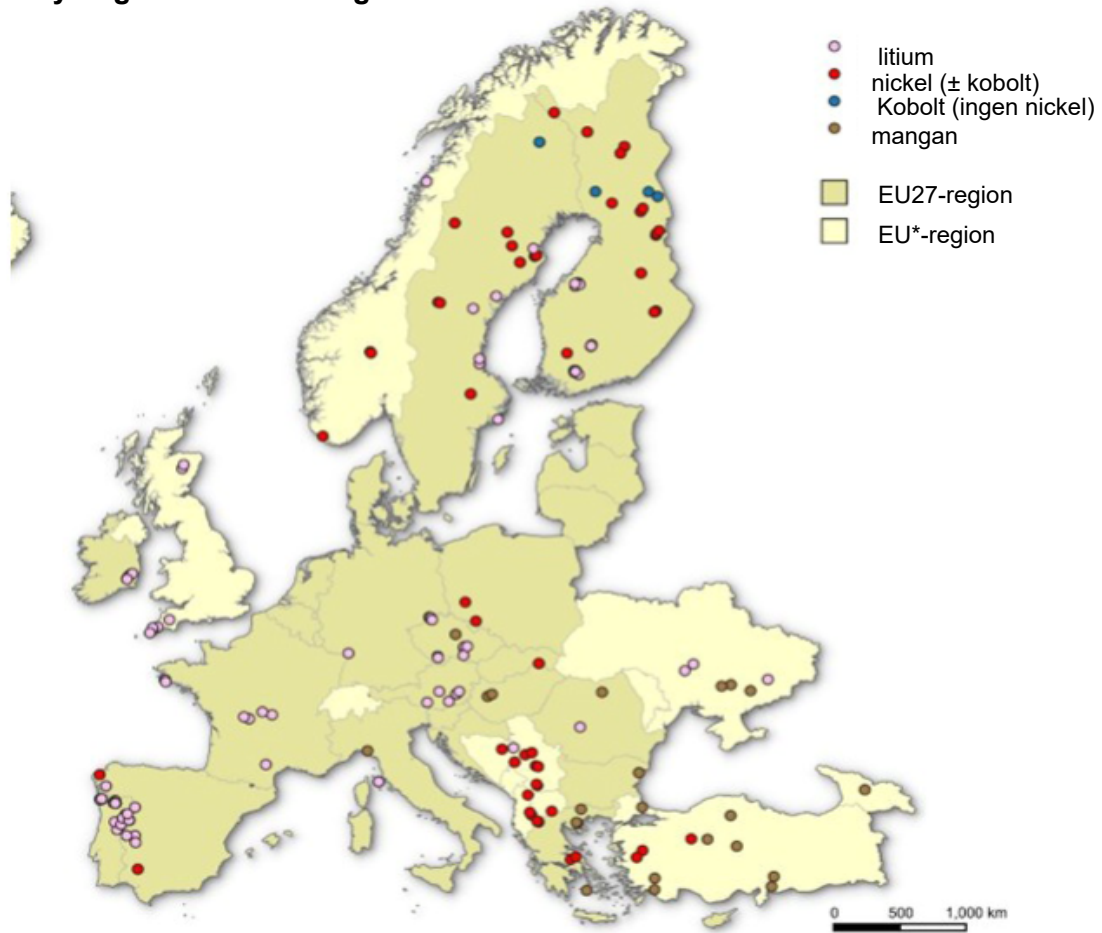 litium
nickel (± kobolt)
Kobolt (ingen nickel)
mangan
EU27-region
EU*-region
0 500 1,000 km